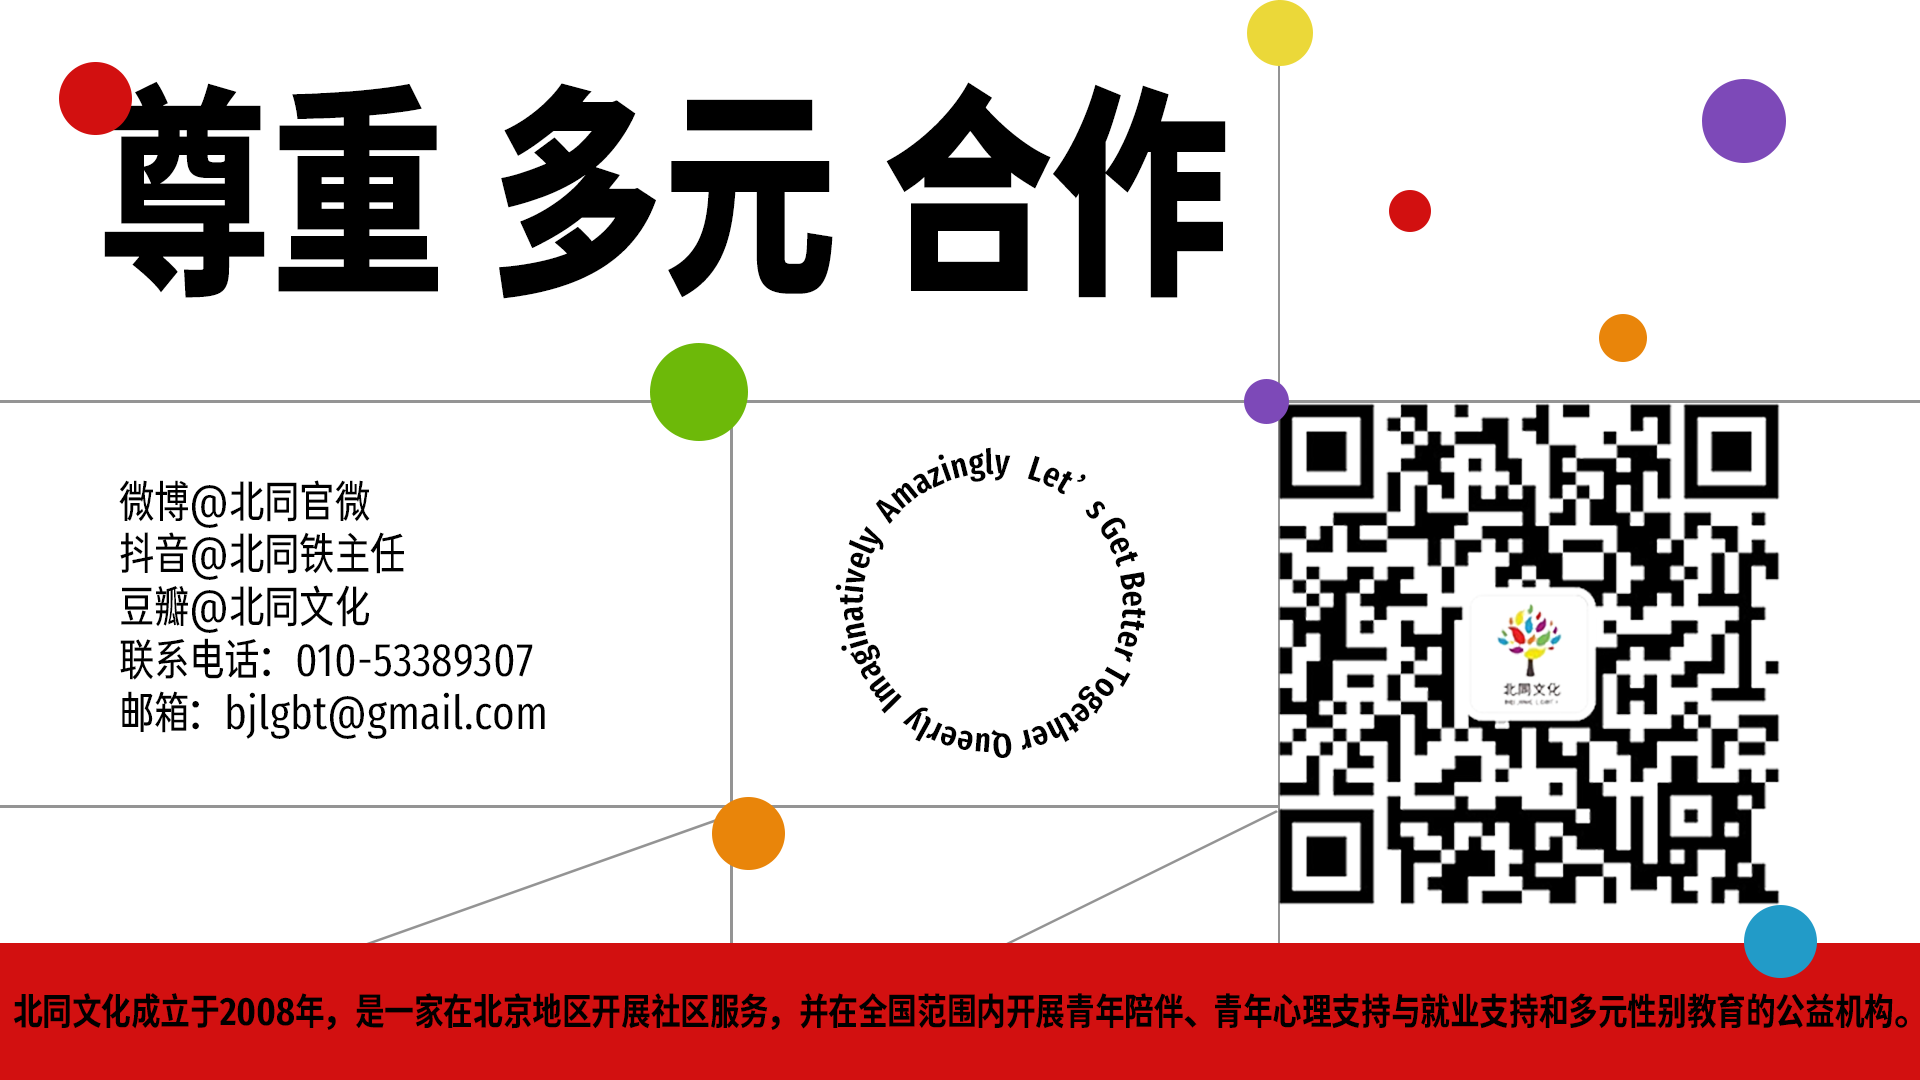 尊重 多元 合作
微博@北同官微
抖音@北同铁主任
豆瓣@北同文化
联系电话：010-53389307
邮箱：bjlgbt@gmail.com
Let’s Get Better Together Queerly Imaginatively Amazingly
北同文化
北同文化成立于2008年，是一家在北京地区开展社区服务，并在全国范围内开展青年陪伴、青年心理支持与就业支持和多元性别教育的公益机构。